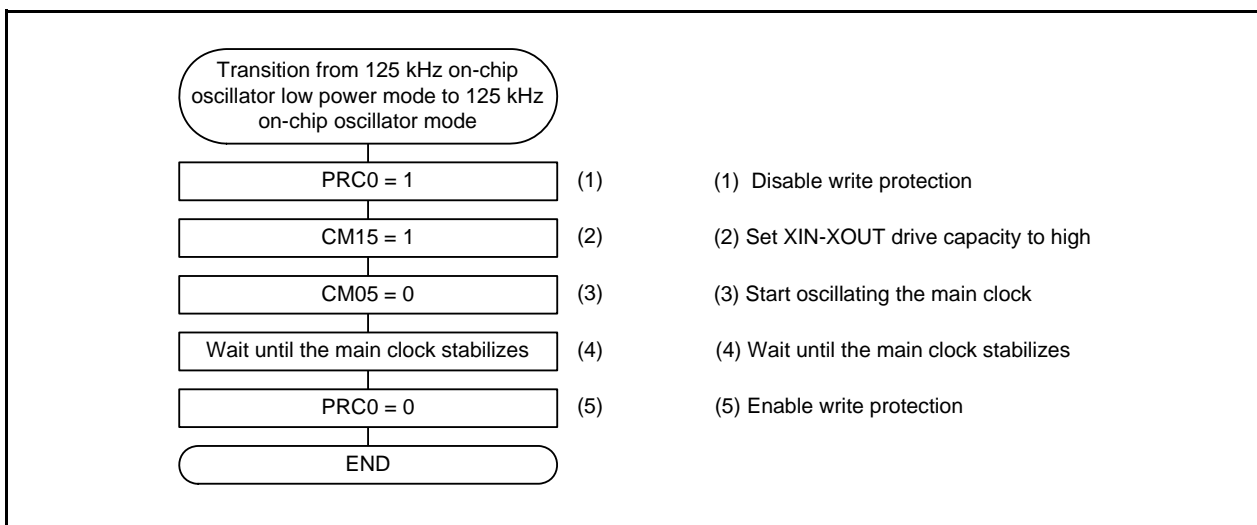 Transition from 125 kHz on-chip
oscillator low power mode to 125 kHz
on-chip oscillator mode
PRC0 = 1 (1) (1) Disable write protection
CM15 = 1 (2) (2) Set XIN-XOUT drive capacity to high
CM05 = 0 (3) (3) Start oscillating the main clock
Wait until the main clock stabilizes (4) (4) Wait until the main clock stabilizes
PRC0 = 0 (5) (5) Enable write protection
END